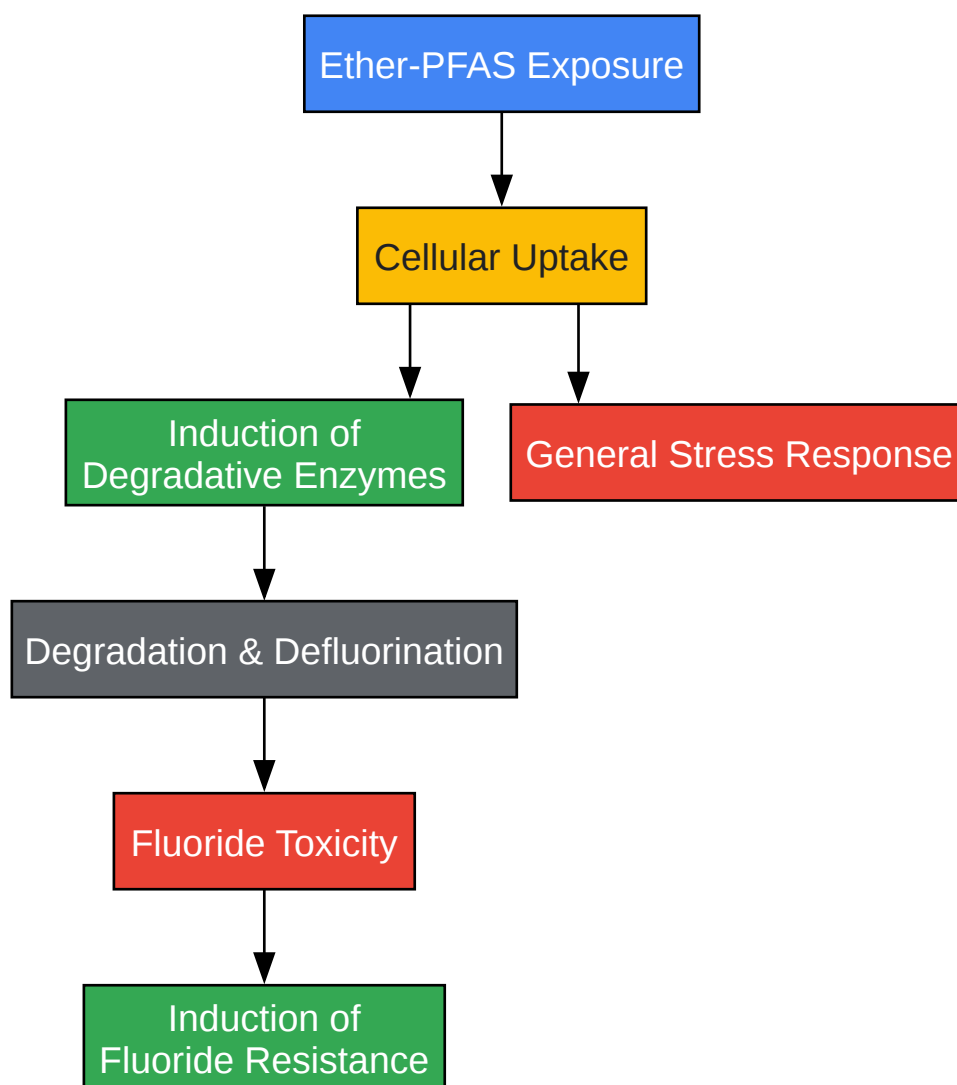 Ether-PFAS Exposure
Cellular Uptake
Induction of
Degradative Enzymes
General Stress Response
Degradation & Defluorination
Fluoride Toxicity
Induction of
Fluoride Resistance